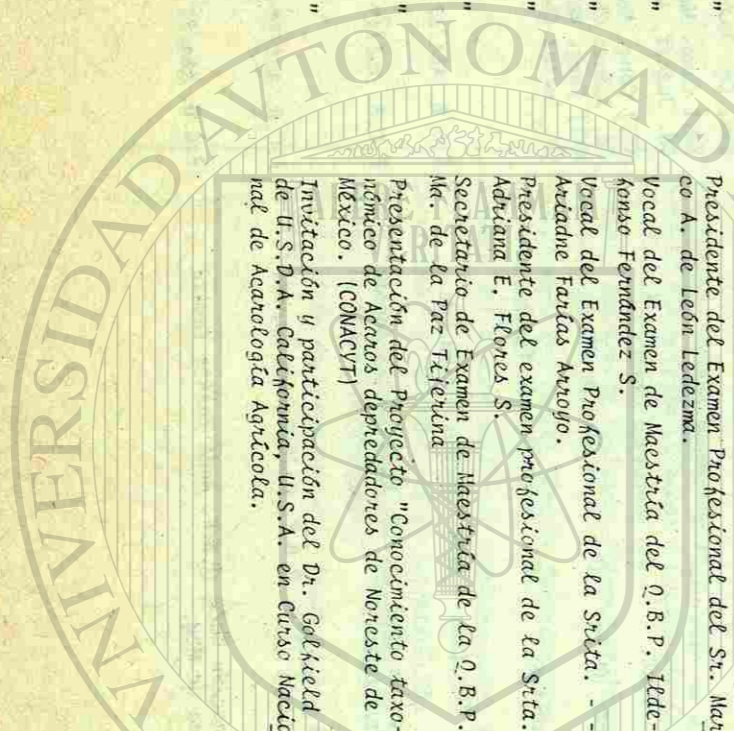 " Presidente del Examen Profesional del Sr. Mar
co A. de León Ledezma.
" Vocal del Examen de Maestría del Q.B.P. Ilde-
fonso Fernández S.
" Vocal del Examen Profesional de la Srita. - -
Ariadne Farías Arroyo.
" Presidente del examen profesional de la Srta.
Adriana E. Flores S.
" Secretario de Examen de Maestría de la Q.B.P.
Ma. de la Paz Tijerina
" Presentación del Proyecto "Conocimiento taxo-
nómico de Acaros depredadores de Noreste de
México. (CONACYT)
" Invitación y participación del Dr. Golfield
de U.S.D.A. California, U.S.A. en Curso Nacio
nal de Acarología Agrícola.
UNIVERSIDAD AUTONOMA D